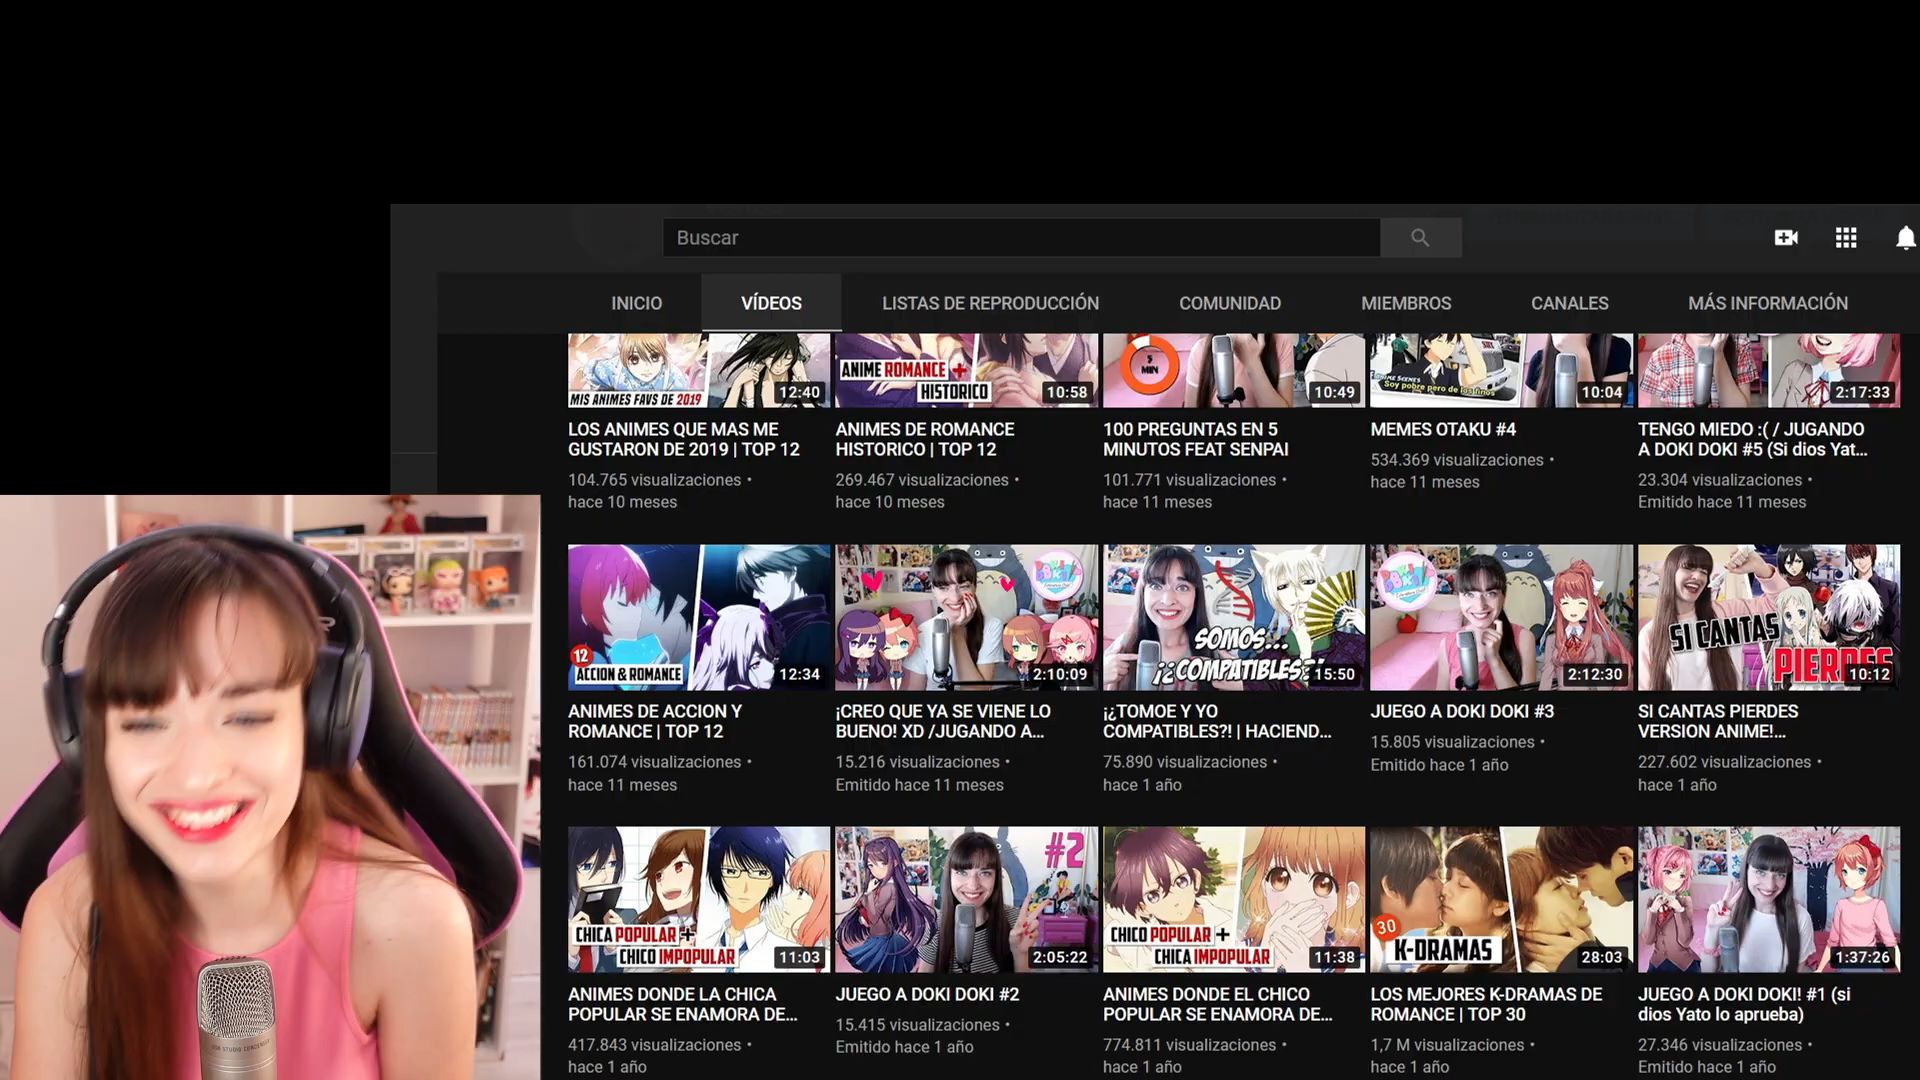 Buscar
INICIO
VÍDEOS
LISTAS DE REPRODUCCIÓN
COMUNIDAD
MIEMBROS
CANALES
MÁS INFORMACIÓN
MIS ANIMES FAVS DE 2019
12:40
ANIME ROMANCE +
HISTORICO
10:58
5
MIN
10:49
ANIME SCENES
Soy pobre pero de las finos
10:04
2:17:33
LOS ANIMES QUE MAS ME
GUSTARON DE 2019 | TOP 12
104.765 visualizaciones •
hace 10 meses
ANIMES DE ROMANCE
HISTORICO | TOP 12
269.467 visualizaciones •
hace 10 meses
100 PREGUNTAS EN 5
MINUTOS FEAT SENPAI
101.771 visualizaciones •
hace 11 meses
MEMES OTAKU #4
534.369 visualizaciones •
hace 11 meses
TENGO MIEDO :( / JUGANDO
A DOKI DOKI #5 (Si dios Yat...
23.304 visualizaciones •
Emitido hace 11 meses
12
ACCION & ROMANCE
12:34
2:10:09
SOMOS...
¡¿COMPATIBLES?!
15:50
2:12:30
SI CANTAS
PIERDES
10:12
ANIMES DE ACCION Y
ROMANCE | TOP 12
161.074 visualizaciones •
hace 11 meses
¡CREO QUE YA SE VIENE LO
BUENO! XD /JUGANDO A...
15.216 visualizaciones •
Emitido hace 11 meses
¡¿TOMOE Y YO
COMPATIBLES?! | HACIEND...
75.890 visualizaciones •
hace 1 año
JUEGO A DOKI DOKI #3
15.805 visualizaciones •
Emitido hace 1 año
SI CANTAS PIERDES
VERSION ANIME!...
227.602 visualizaciones •
hace 1 año
CHICA POPULAR +
CHICO IMPOPULAR
11:03
#2
2:05:22
CHICO POPULAR +
CHICA IMPOPULAR
11:38
30
K-DRAMAS
28:03
1:37:26
ANIMES DONDE LA CHICA
POPULAR SE ENAMORA DE...
417.843 visualizaciones •
hace 1 año
JUEGO A DOKI DOKI #2
15.415 visualizaciones •
Emitido hace 1 año
ANIMES DONDE EL CHICO
POPULAR SE ENAMORA DE...
774.811 visualizaciones •
hace 1 año
LOS MEJORES K-DRAMAS DE
ROMANCE | TOP 30
1,7 M visualizaciones •
hace 1 año
JUEGO A DOKI DOKI! #1 (si
dios Yato lo aprueba)
27.346 visualizaciones •
Emitido hace 1 año